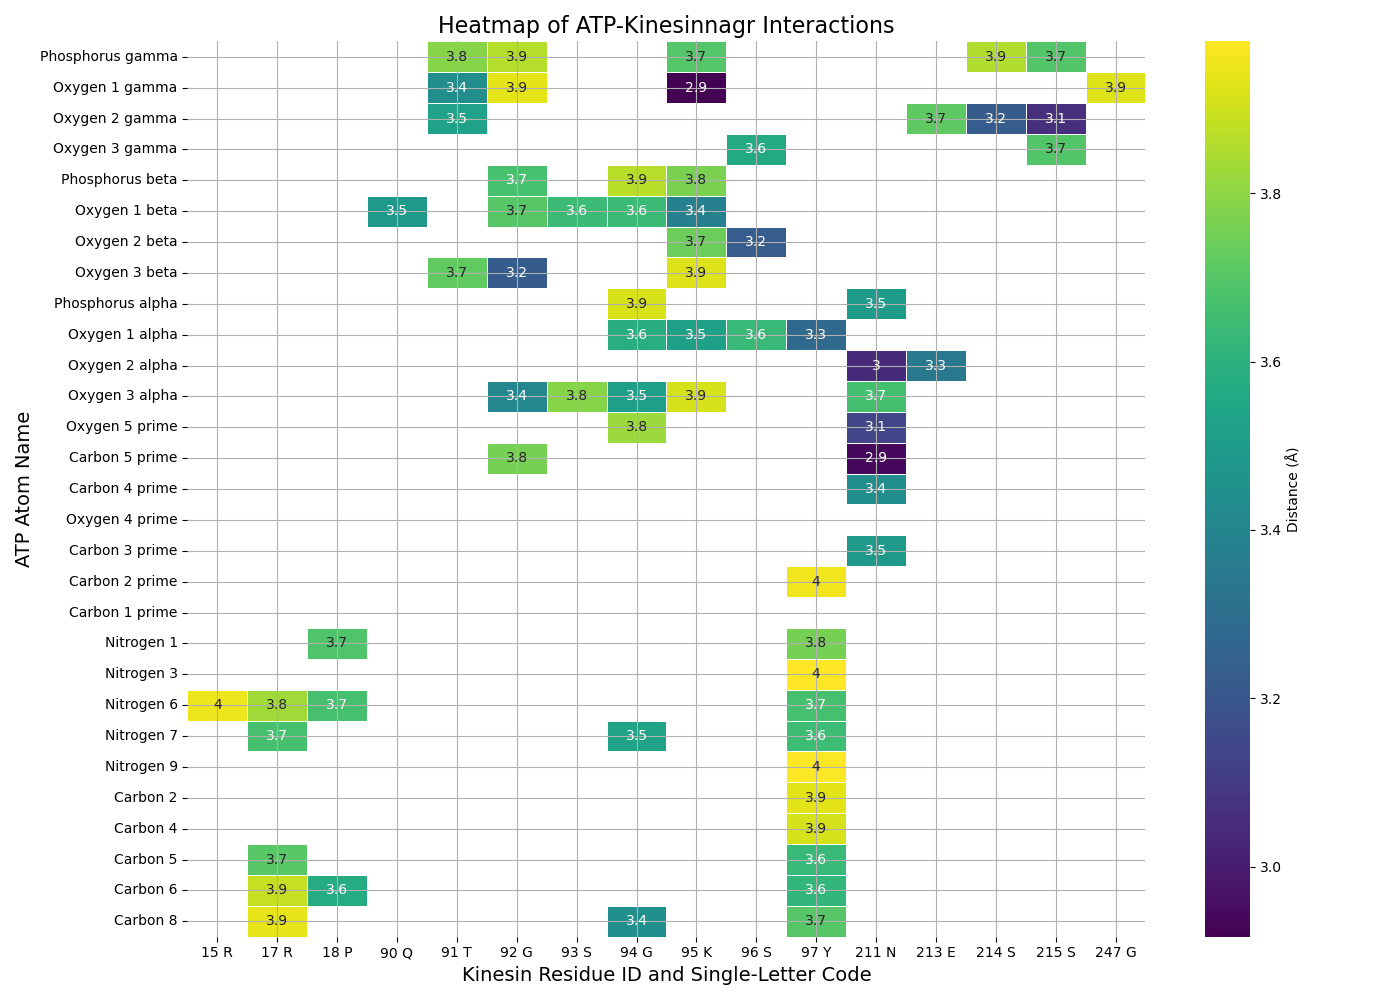 Heatmap of ATP-Kinesinnagr Interactions
Phosphorus gamma 3.8 3.9 3.7 3.9 3.7
Oxygen 1 gamma 3.4 3.9 2.9 3.9
Oxygen 2 gamma 3.5 3.7 3.2 3.1
Oxygen 3 gamma 3.6 3.7
Phosphorus beta 3.7 3.9 3.8
Oxygen 1 beta 3.5 3.7 3.6 3.6 3.4
Oxygen 2 beta 3.7 3.2
Oxygen 3 beta 3.7 3.2 3.9
Phosphorus alpha 3.9 3.5
Oxygen 1 alpha 3.6 3.5 3.6 3.3
Oxygen 2 alpha 3 3.3
Oxygen 3 alpha 3.4 3.8 3.5 3.9 3.7
Oxygen 5 prime 3.8 3.1
Carbon 5 prime 3.8 2.9
Carbon 4 prime 3.4
Oxygen 4 prime
Carbon 3 prime 3.5
Carbon 2 prime 4
Carbon 1 prime
Nitrogen 1 3.7 3.8
Nitrogen 3 4
Nitrogen 6 4 3.8 3.7 3.7
Nitrogen 7 3.7 3.5 3.6
Nitrogen 9 4
Carbon 2 3.9
Carbon 4 3.9
Carbon 5 3.7 3.6
Carbon 6 3.9 3.6 3.6
Carbon 8 3.9 3.4 3.7
15 R 17 R 18 P 90 Q 91 T 92 G 93 S 94 G 95 K 96 S 97 Y 211 N 213 E 214 S 215 S 247 G
Kinesin Residue ID and Single-Letter Code
ATP Atom Name
3.8
3.6
3.4
3.2
3.0
Distance (Å)